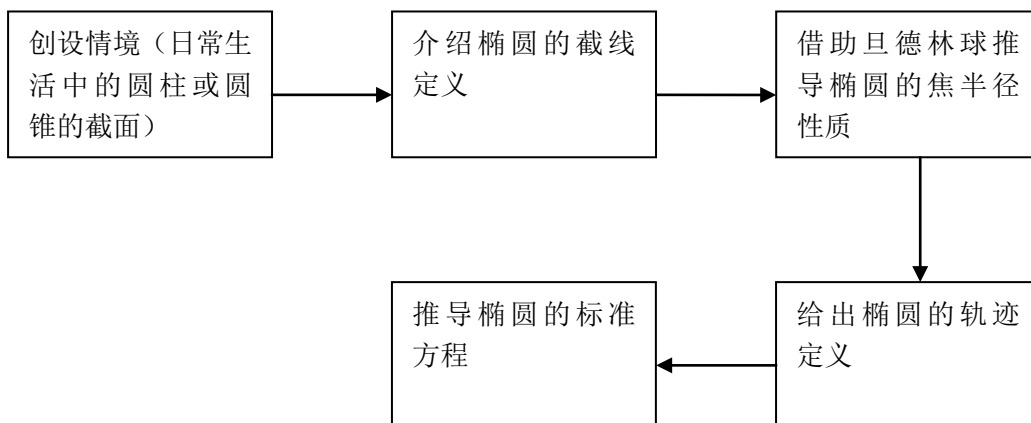 创设情境（日常生
活中的圆柱或圆
锥的截面）
介绍椭圆的截线
定义
借助旦德林球推
导椭圆的焦半径
性质
给出椭圆的轨迹
定义
推导椭圆的标准
方程